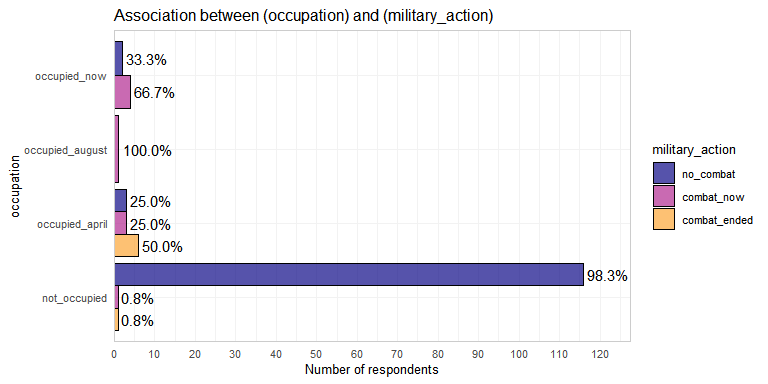 Association between (occupation) and (military_action)
occupation
occupied_now
33.3%
66.7%
occupied_august
100.0%
occupied_april
25.0%
25.0%
50.0%
not_occupied
98.3%
0.8%
0.8%
0 10 20 30 40 50 60 70 80 90 100 110 120
Number of respondents
military_action
no_combat
combat_now
combat_ended